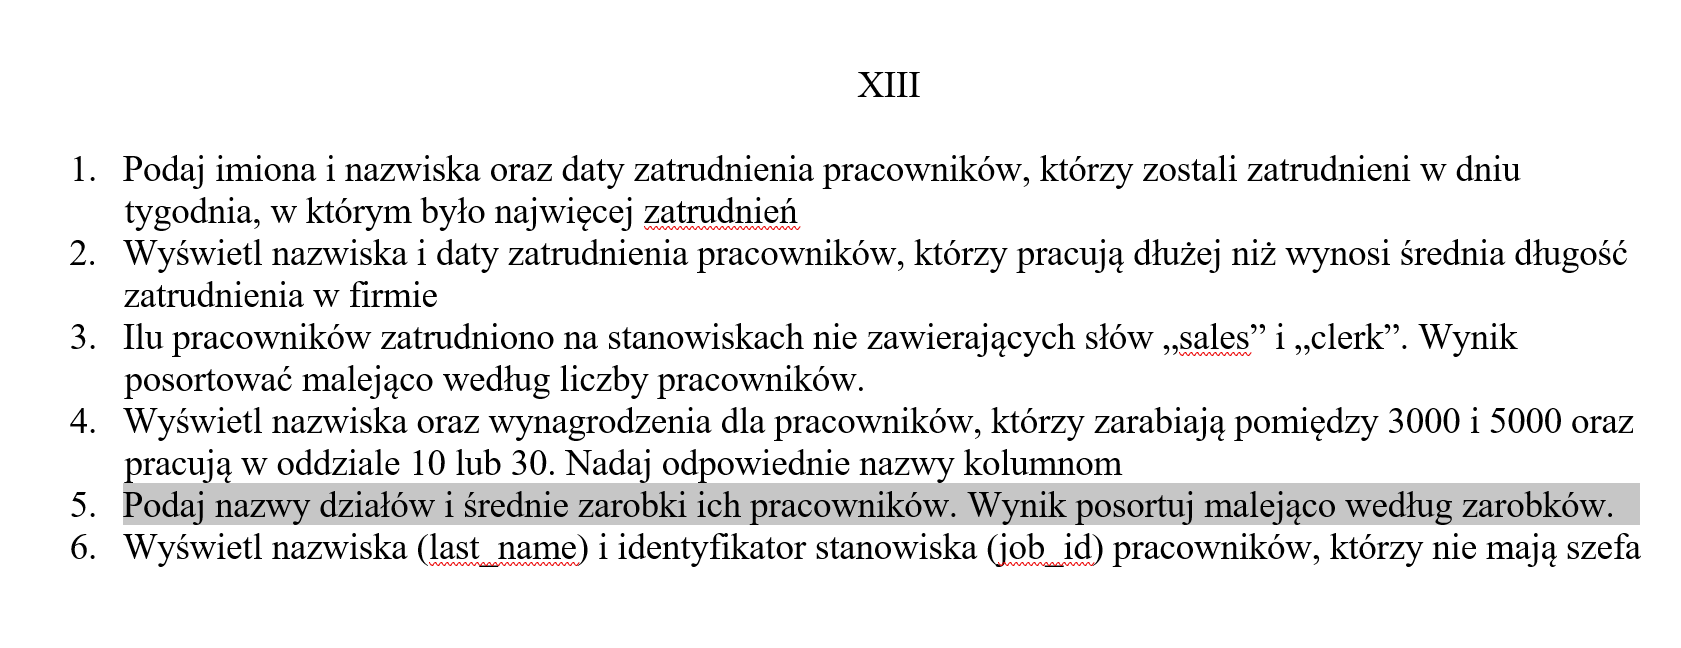 XIII
1. Podaj imiona i nazwiska oraz daty zatrudnienia pracowników, którzy zostali zatrudnieni w dniu
tygodnia, w którym było najwięcej zatrudnień
2. Wyświetl nazwiska i daty zatrudnienia pracowników, którzy pracują dłużej niż wynosi średnia długość
zatrudnienia w firmie
3. Ilu pracowników zatrudniono na stanowiskach nie zawierających słów „sales” i „clerk”. Wynik
posortować malejąco według liczby pracowników.
4. Wyświetl nazwiska oraz wynagrodzenia dla pracowników, którzy zarabiają pomiędzy 3000 i 5000 oraz
pracują w oddziale 10 lub 30. Nadaj odpowiednie nazwy kolumnom
5. Podaj nazwy działów i średnie zarobki ich pracowników. Wynik posortuj malejąco według zarobków.
6. Wyświetl nazwiska (last_name) i identyfikator stanowiska (job_id) pracowników, którzy nie mają szefa